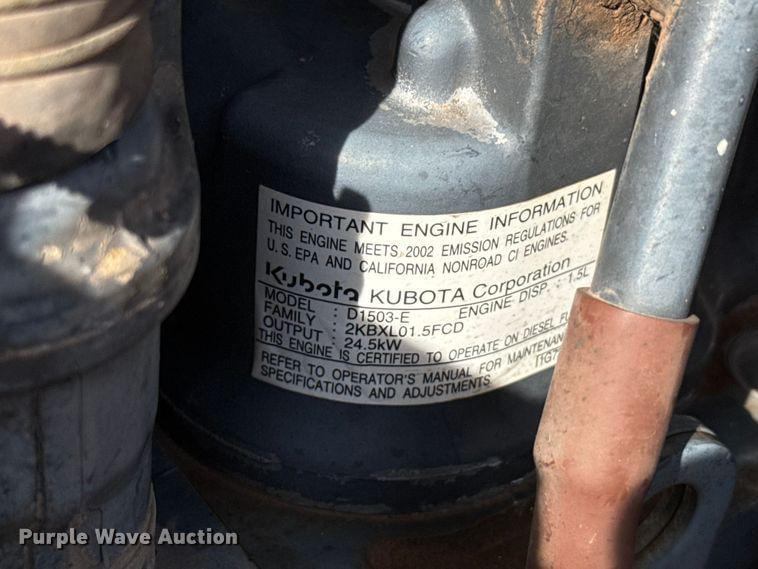 IMPORTANT ENGINE INFORMATION
THIS ENGINE MEETS 2002 EMISSION REGULATIONS FOR
U.S. EPA AND CALIFORNIA NONROAD CI ENGINES.
Kubota KUBOTA Corporation
MODEL : D1503-E ENGINE DISP. : 1.5L
FAMILY : 2KBXL01.5FCD
OUTPUT : 24.5kW
THIS ENGINE IS CERTIFIED TO OPERATE ON DIESEL
REFER TO OPERATOR'S MANUAL FOR
SPECIFICATIONS AND ADJUSTMENTS
Purple Wave Auction